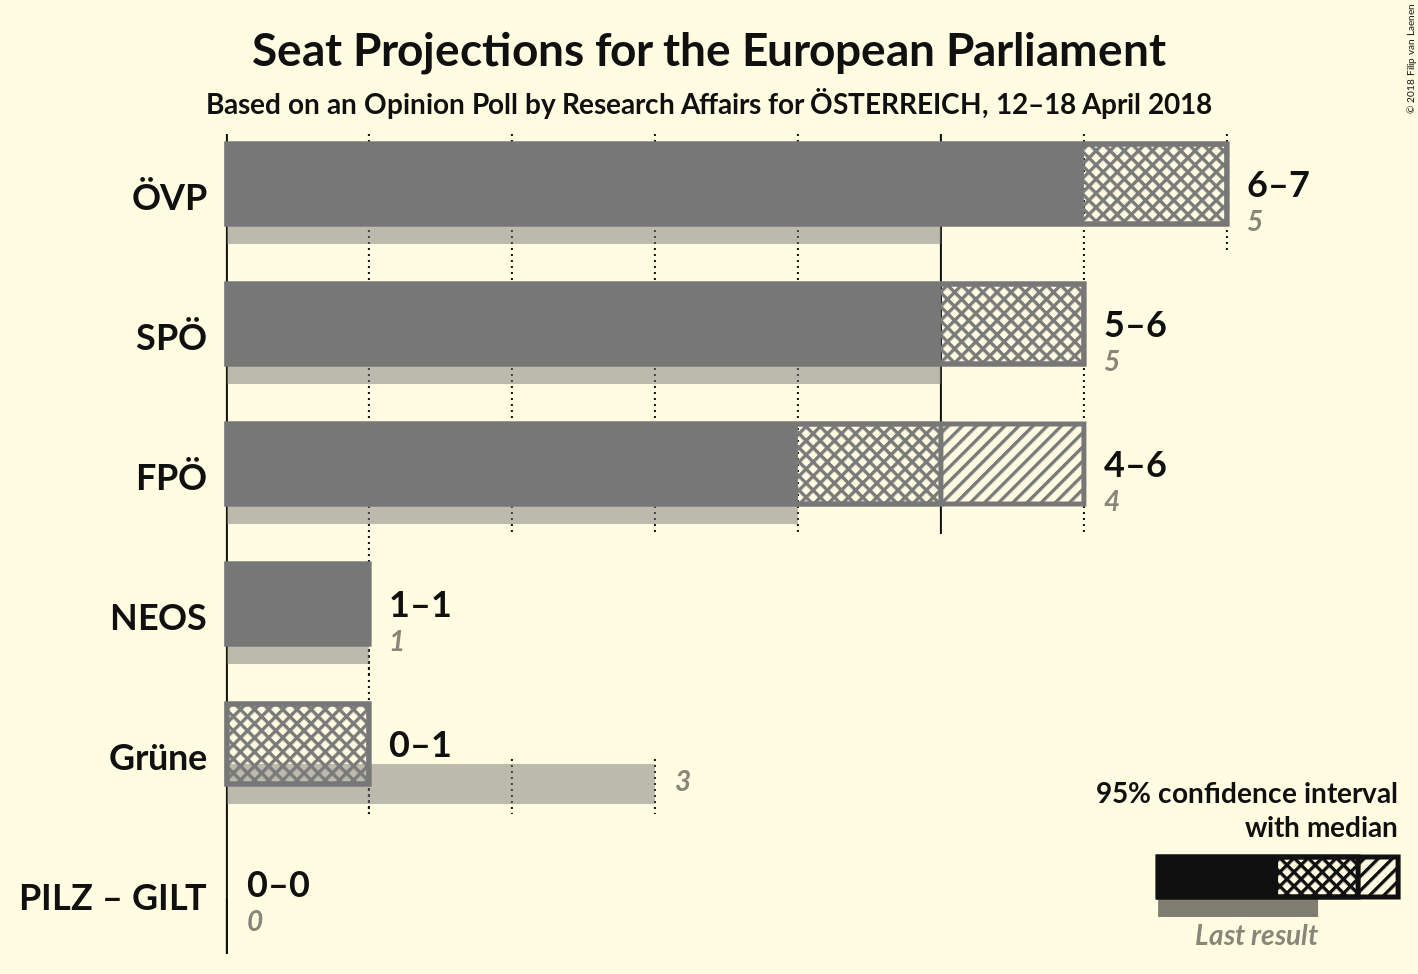 Seat Projections for the European Parliament
Based on an Opinion Poll by Research Affairs for ÖSTERREICH, 12–18 April 2018
© 2018 Filip van Laenen
ÖVP
6–7
5
SPÖ
5–6
5
FPÖ
4–6
4
NEOS
1–1
1
Grüne
0–1
3
PILZ – GILT
0–0
0
95% confidence interval
with median
Last result